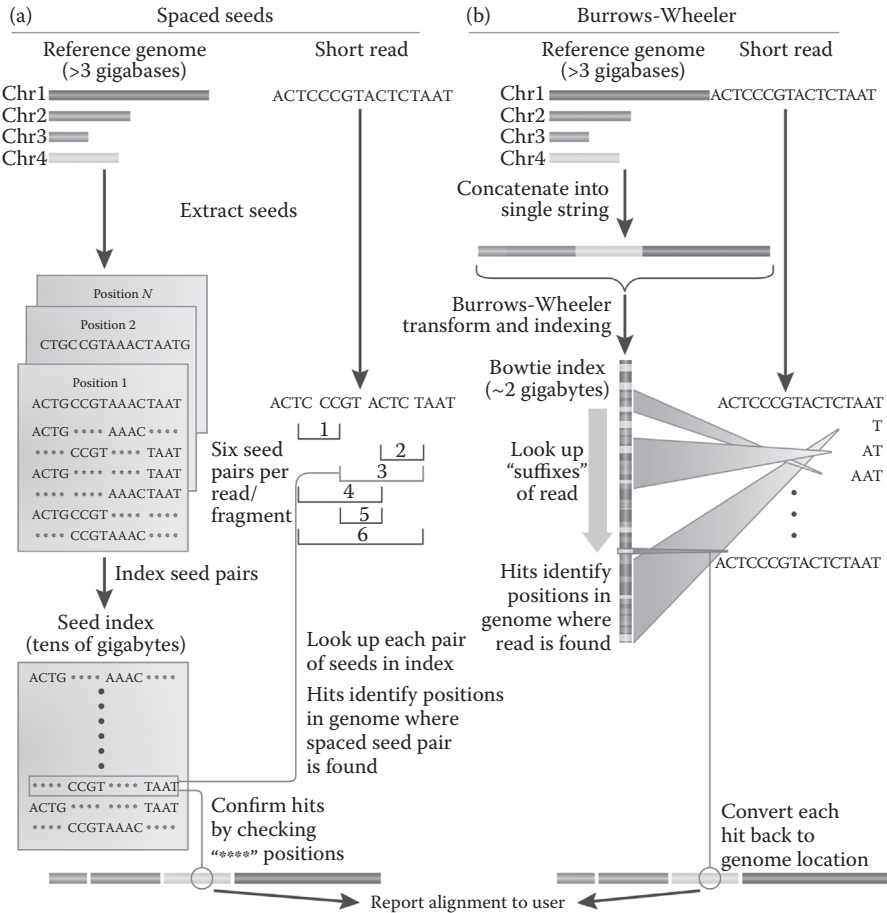 (a) Spaced seeds
Reference genome
(>3 gigabases)
Short read
Chr1
Chr2
Chr3
Chr4
ACTCCCGTACTCTAAT
Extract seeds
Position N
Position 2
CTGCCGTAAACTAATG
Position 1
ACTGCCGTAAACTAAT
ACTG **** AAAC ****
**** CCGT **** TAAT
ACTG **** **** TAAT
**** **** AAACTAAT
ACTGCCGT **** ****
**** CCGTAAAC ****
ACTC CCGT ACTC TAAT
Six seed
pairs per
read/
fragment
1
2
3
4
5
6
Index seed pairs
Seed index
(tens of gigabytes)
ACTG **** AAAC ****
**** CCGT **** TAAT
ACTG **** **** TAAT
**** CCGTAAAC ****
Look up each pair
of seeds in index
Hits identify positions
in genome where
spaced seed pair
is found
Confirm hits
by checking
"****" positions
(b) Burrows-Wheeler
Reference genome
(>3 gigabases)
Short read
Chr1
Chr2
Chr3
Chr4
ACTCCCGTACTCTAAT
Concatenate into
single string
Burrows-Wheeler
transform and indexing
Bowtie index
(~2 gigabytes)
ACTCCCGTACTCTAAT
T
AT
AAT
Look up
"suffixes"
of read
ACTCCCGTACTCTAAT
Hits identify
positions in
genome where
read is found
Convert each
hit back to
genome location
Report alignment to user